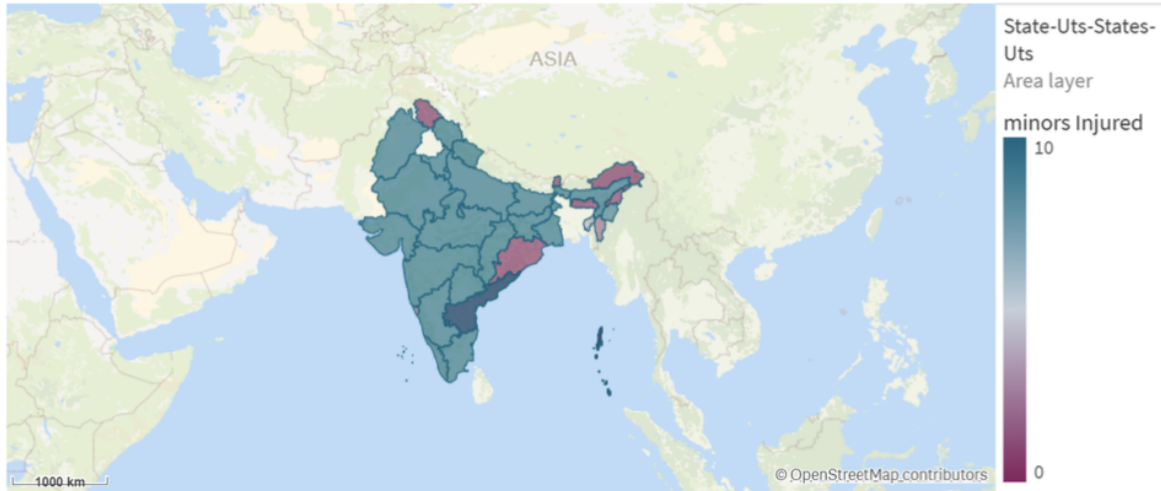 ASIA
1000 km
© OpenStreetMap contributors
State-Uts-States-
Uts
Area layer
minors Injured
10
0